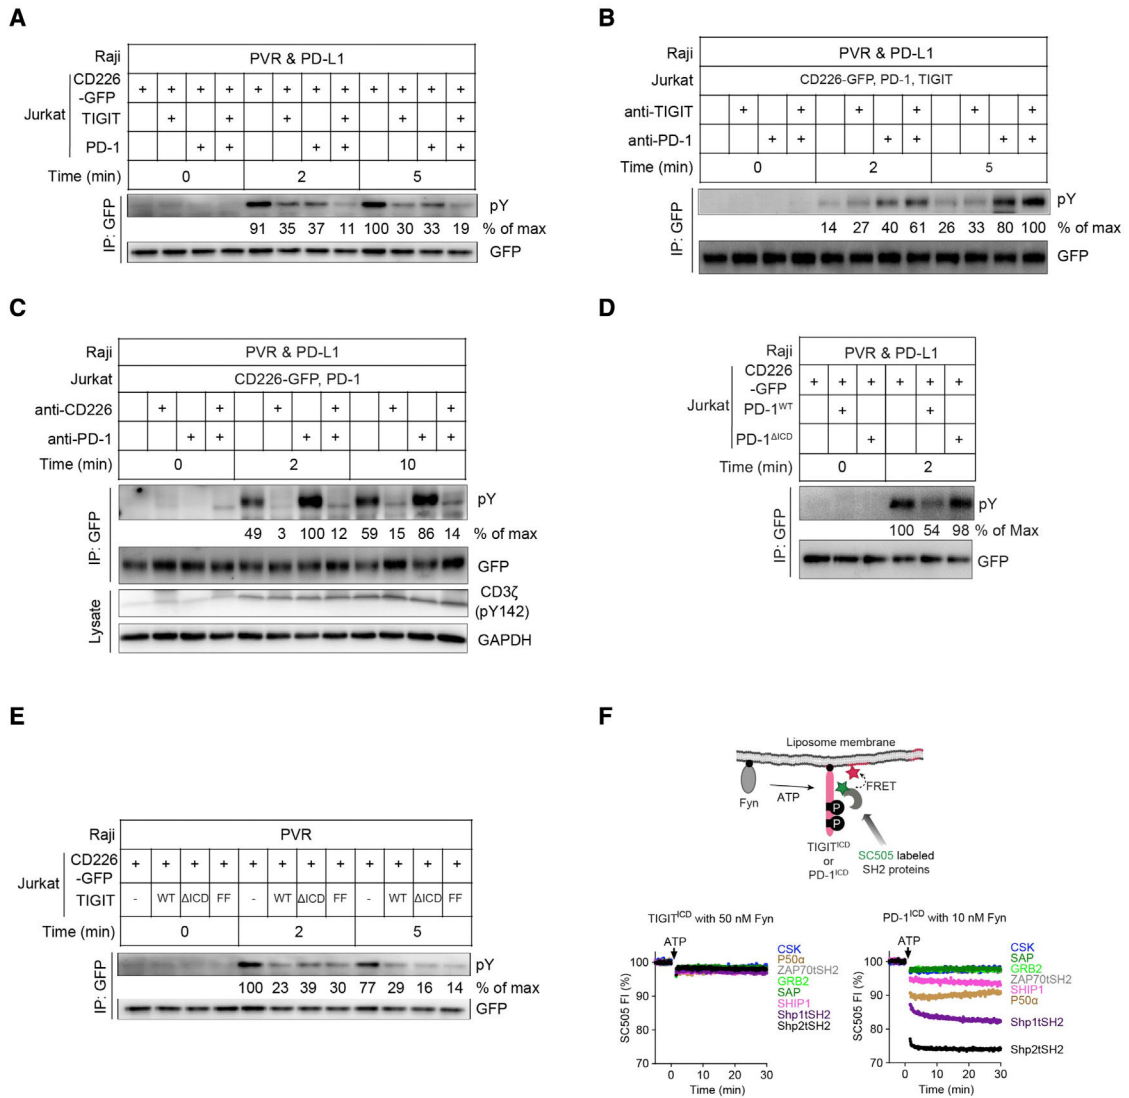 A
Raji PVR & PD-L1
CD226 -GFP + + + + + + + + + + + +
Jurkat TIGIT + + + + + +
PD-1 + + + + + +
Time (min) 0 2 5
IP: GFP
pY
91 35 37 11 100 30 33 19 % of max
GFP
B
Raji PVR & PD-L1
Jurkat CD226-GFP, PD-1, TIGIT
anti-TIGIT + + + + + +
anti-PD-1 + + + + + +
Time (min) 0 2 5
IP: GFP
pY
14 27 40 61 26 33 80 100 % of max
GFP
C
Raji PVR & PD-L1
Jurkat CD226-GFP, PD-1
anti-CD226 + + + + + +
anti-PD-1 + + + + + +
Time (min) 0 2 10
IP: GFP
pY
49 3 100 12 59 15 86 14 % of max
GFP
Lysate
CD3ζ
(pY142)
GAPDH
D
Raji PVR & PD-L1
CD226 -GFP + + + + + +
Jurkat PD-1WT + +
PD-1ΔICD + +
Time (min) 0 2
IP: GFP
pY
100 54 98 % of Max
GFP
E
Raji PVR
CD226 -GFP + + + + + + + + + + + +
Jurkat TIGIT - WT ΔICD FF - WT ΔICD FF - WT ΔICD FF
Time (min) 0 2 5
IP: GFP
pY
100 23 39 30 77 29 16 14 % of max
GFP
F
Liposome membrane
FRET
Fyn
ATP
P
P
TIGITICD
or
PD-1ICD
SC505 labeled
SH2 proteins
TIGITICD with 50 nM Fyn
ATP
SC505 FI (%)
100
90
80
70
0 10 20 30
Time (min)
CSK
P50α
ZAP70tSH2
GRB2
SAP
SHIP1
Shp1tSH2
Shp2tSH2
PD-1ICD with 10 nM Fyn
ATP
SC505 FI (%)
100
90
80
70
0 10 20 30
Time (min)
CSK
SAP
GRB2
ZAP70tSH2
SHIP1
P50α
Shp1tSH2
Shp2tSH2